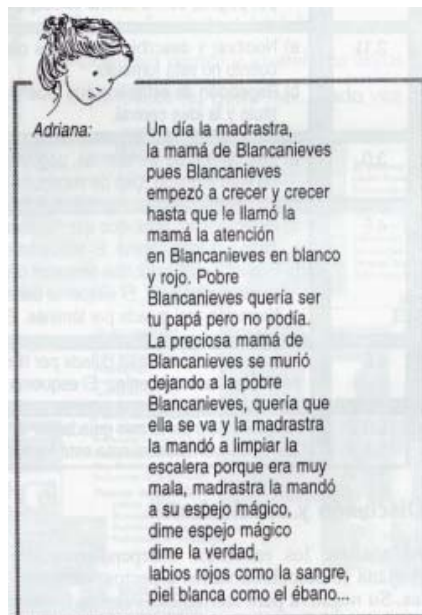 Adriana: Un día la madrastra,
la mamá de Blancanieves
pues Blancanieves
empezó a crecer y crecer
hasta que le llamó la
mamá la atención
en Blancanieves en blanco
y rojo. Pobre
Blancanieves quería ser
tu papá pero no podía.
La preciosa mamá de
Blancanieves se murió
dejando a la pobre
Blancanieves, quería que
ella se va y la madrastra
la mandó a limpiar la
escalera porque era muy
mala, madrastra la mandó
a su espejo mágico,
dime espejo mágico
dime la verdad,
labios rojos como la sangre,
piel blanca como el ébano...